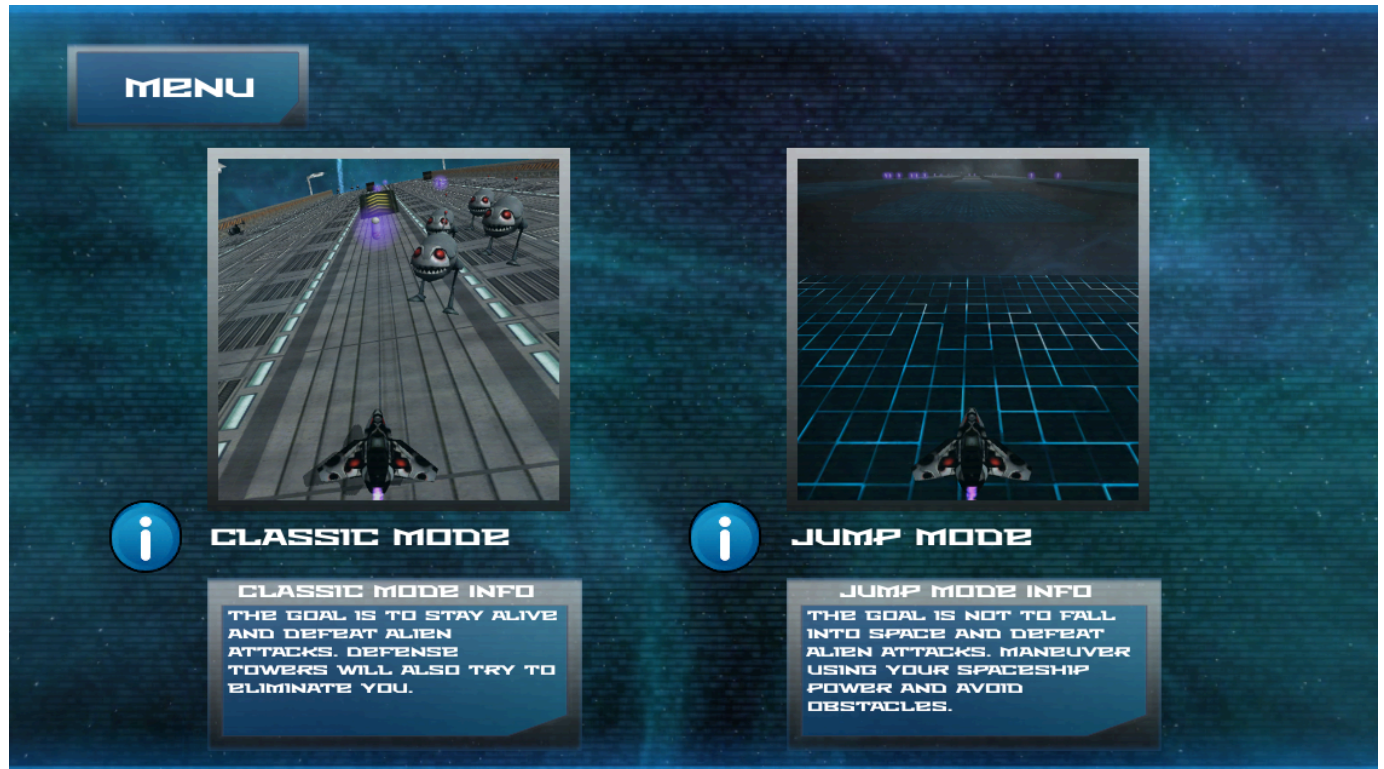 MENU
CLASSIC MODE
JUMP MODE
CLASSIC MODE INFO
THE GOAL IS TO STAY ALIVE
AND DEFEAT ALIEN
ATTACKS. DEFENSE
TOWERS WILL ALSO TRY TO
ELIMINATE YOU.
JUMP MODE INFO
THE GOAL IS NOT TO FALL
INTO SPACE AND DEFEAT
ALIEN ATTACKS. MANEUVER
USING YOUR SPACESHIP
POWER AND AVOID
OBSTACLES.